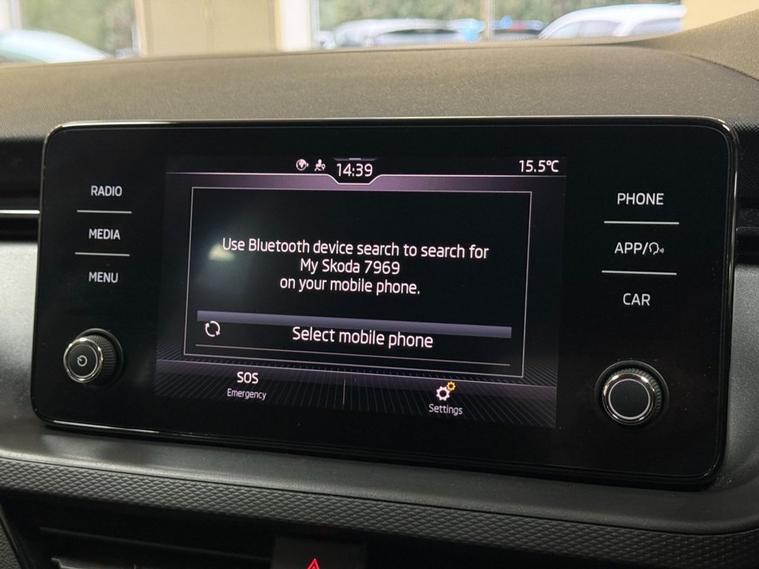 14:39
15.5°C
RADIO
MEDIA
MENU
Use Bluetooth device search to search for
My Skoda 7969
on your mobile phone.
Select mobile phone
SOS
Emergency
Settings
PHONE
APP/
CAR